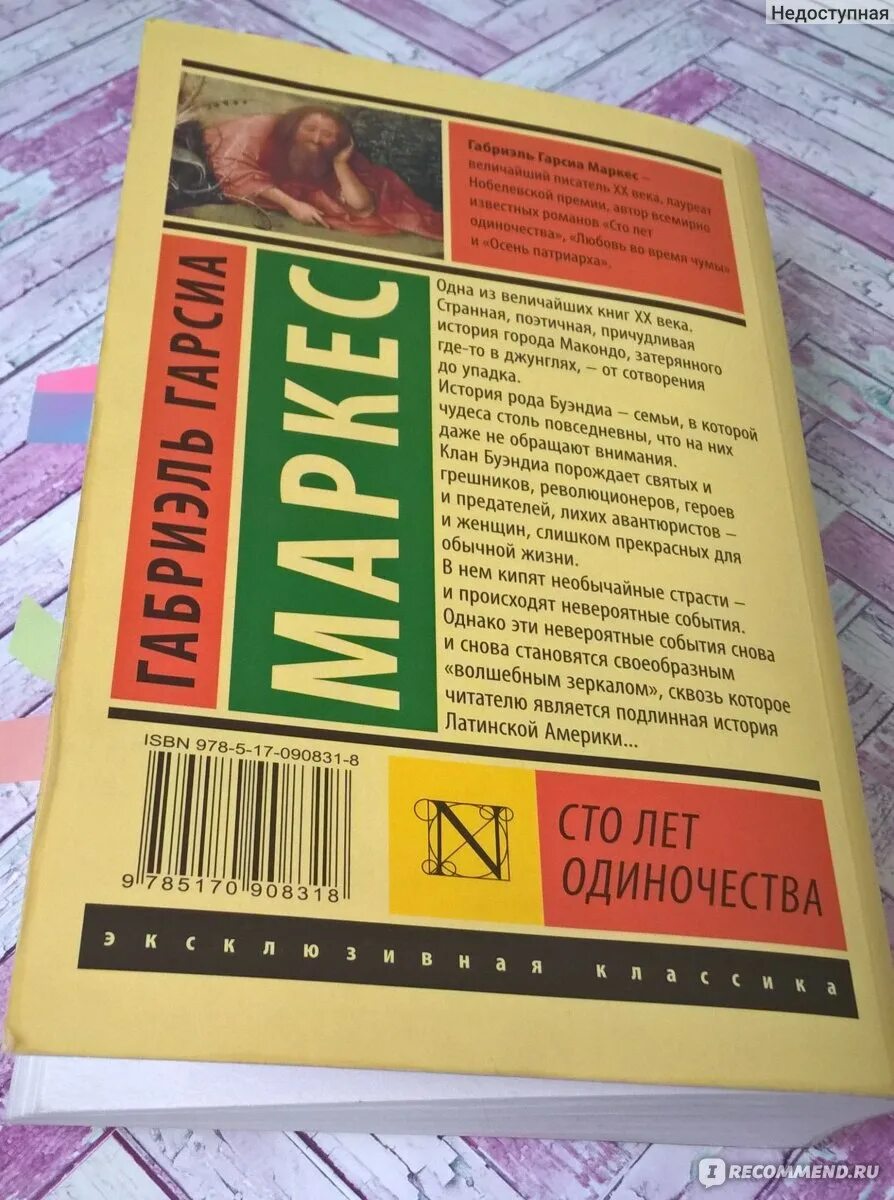 Недоступная
Габриэль Гарсиа Маркес –
величайший писатель XX века, лауреат
Нобелевской премии, автор всемирно
известных романов «Сто лет
одиночества», «Любовь во время чумы»
и «Осень патриарха».
ГАБРИЭЛЬ ГАРСИА
МАРКЕС
Одна из величайших книг XX века.
Странная, поэтичная, причудливая
история города Макондо, затерянного
где-то в джунглях, – от сотворения
до упадка.
История рода Буэндиа – семьи, в которой
чудеса столь повседневны, что на них
даже не обращают внимания.
Клан Буэндиа порождает святых и
грешников, революционеров, героев
и предателей, лихих авантюристов –
и женщин, слишком прекрасных для
обычной жизни.
В нем кипят необычайные страсти –
и происходят невероятные события.
Однако эти невероятные события снова
и снова становятся своеобразным
«волшебным зеркалом», сквозь которое
читателю является подлинная история
Латинской Америки...
ISBN 978-5-17-090831-8
9 785170 908318
N
СТО ЛЕТ
ОДИНОЧЕСТВА
эксклюзивная классика
I RECOMMEND.RU